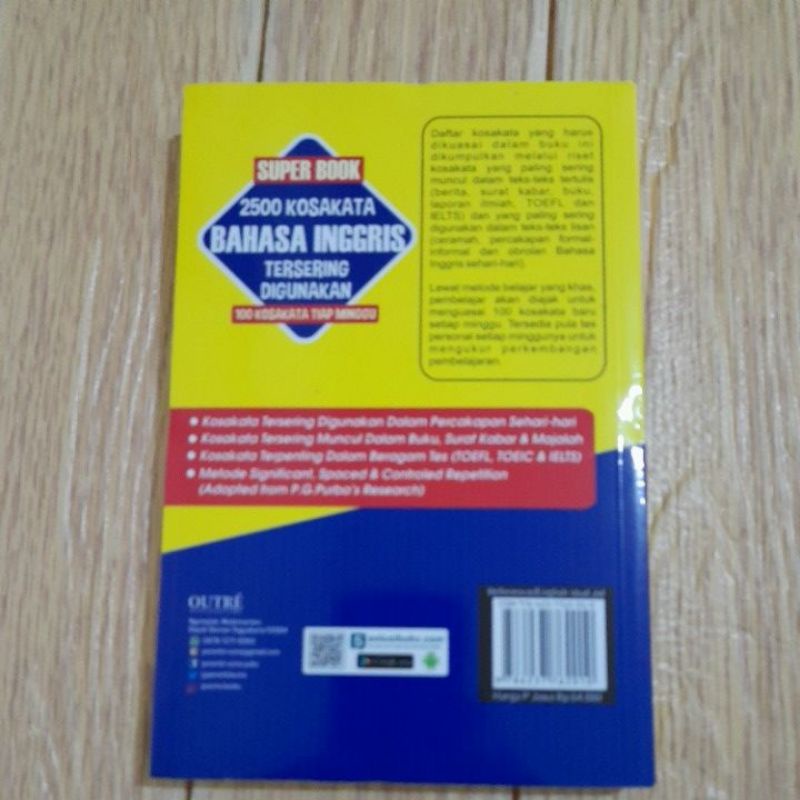 SUPER BOOK
2500 KOSAKATA
BAHASA INGGRIS
TERSERING
DIGUNAKAN
100 KOSAKATA TIAP MINGGU
Daftar kosakata yang harus
dikuasai dalam buku ini
dikumpulkan melalui riset
kosakata yang paling sering
muncul dalam teks-teks tertulis
(berita, surat kabar, buku,
laporan ilmiah, TOEFL dan
IELTS) dan yang paling sering
digunakan dalam teks-teks lisan
(ceramah, percakapan formal-
informal dan obrolan Bahasa
Inggris sehari-hari).
Lewat metode belajar yang khas,
pembelajar akan diajak untuk
menguasai 100 kosakata baru
setiap minggu. Tersedia pula tes
personal setiap minggunya untuk
mengukur perkembangan
pembelajaran.
• Kosakata Tersering Digunakan Dalam Percakapan Sehari-hari
• Kosakata Tersering Muncul Dalam Buku, Surat Kabar & Majalah
• Kosakata Terpenting Dalam Beragam Tes (TOEFL, TOEIC & IELTS)
• Metode Significant, Spaced & Controled Repetition
(Adopted from P.G Purba's Research)
OUTRÉ